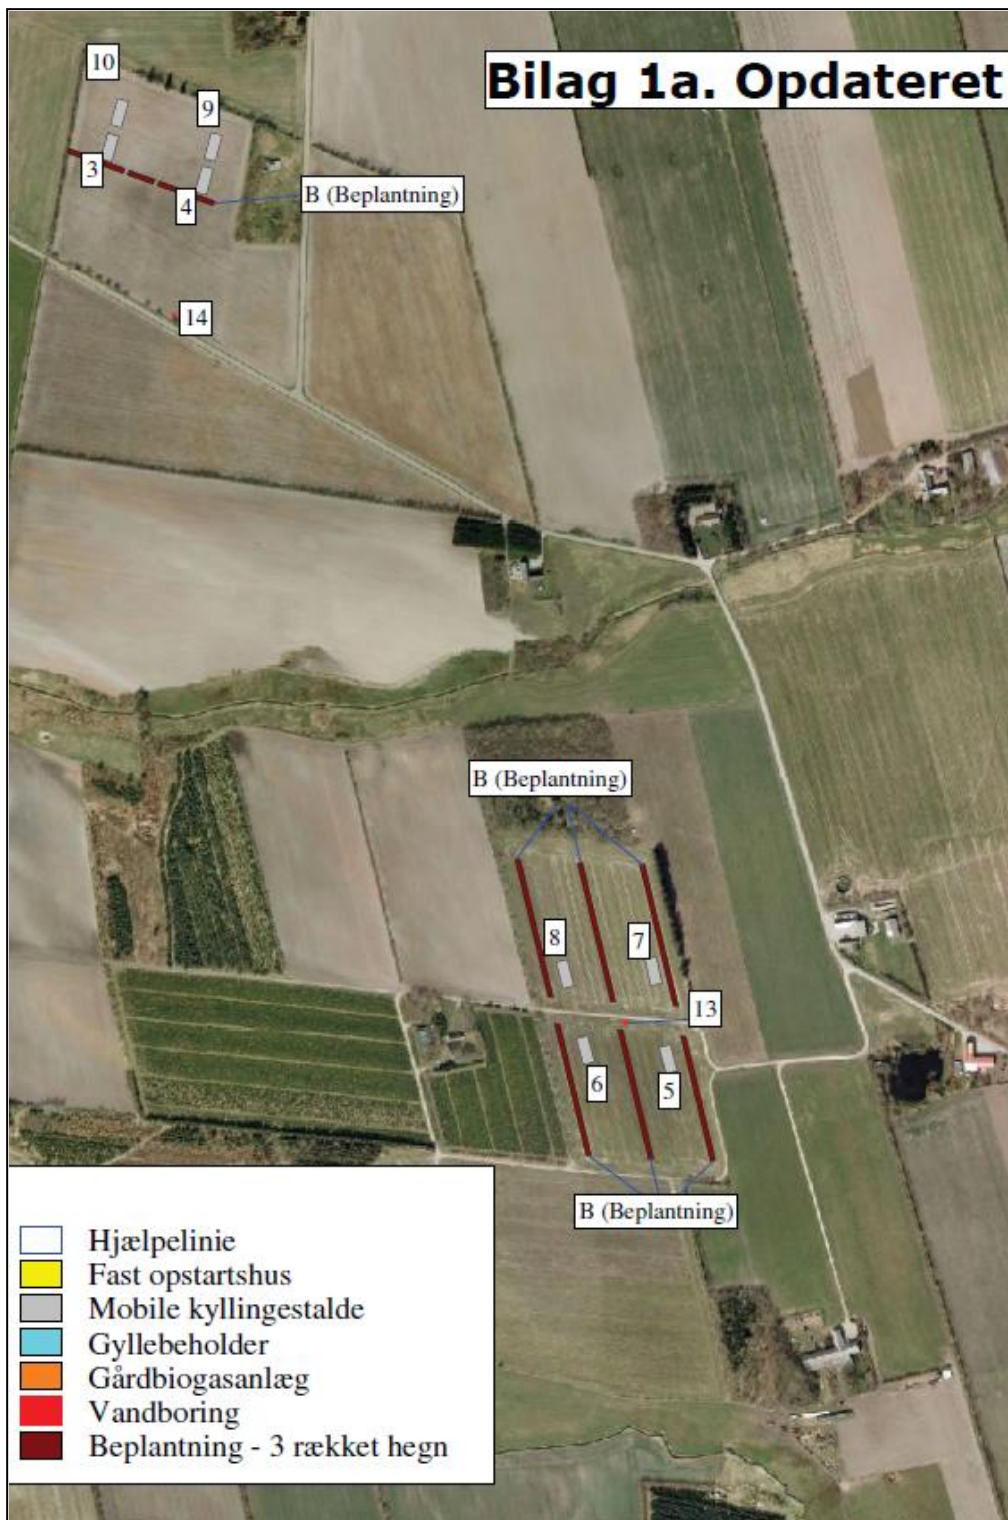 Bilag 1a. Opdateret
10
9
3
4
B (Beplantning)
14
B (Beplantning)
8
7
13
6
5
B (Beplantning)
Hjælpelinie
Fast opstartshus
Mobile kyllingestalde
Gyllebeholder
Gårdbiogasanlæg
Vandboring
Beplantning - 3 rækket hegn